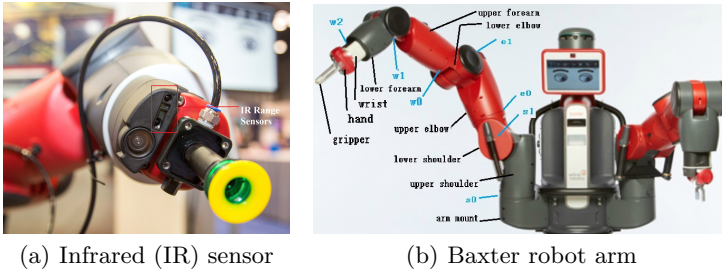 IR Range
Sensors
w2
upper forearm
lower elbow
e1
w1
lower forearm
w0
wrist
hand
gripper
e0
upper elbow
s1
lower shoulder
upper shoulder
s0
arm mount
(a) Infrared (IR) sensor
(b) Baxter robot arm